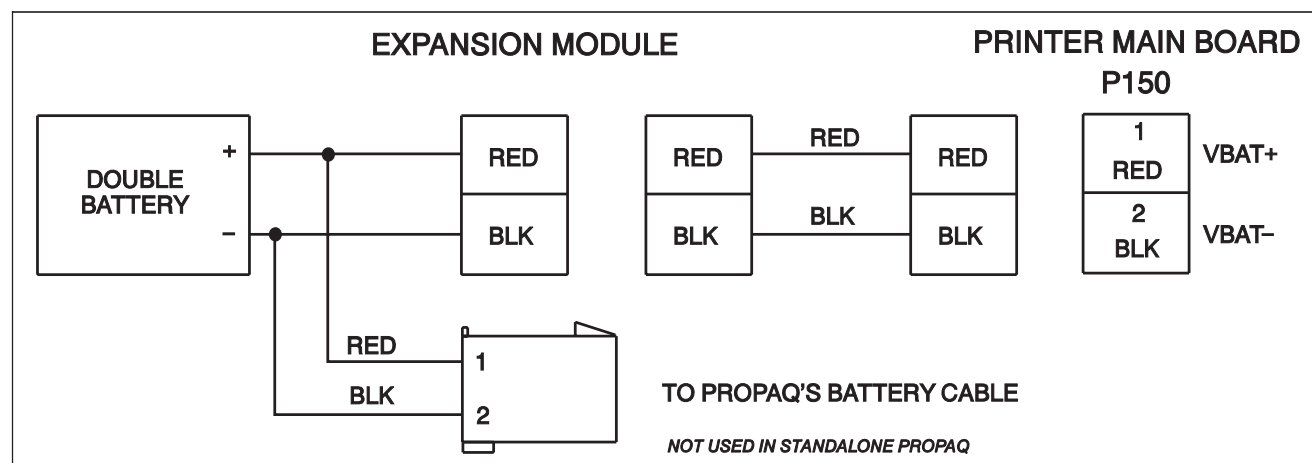 EXPANSION MODULE
PRINTER MAIN BOARD
P150
DOUBLE
BATTERY
+
–
RED
BLK
RED
BLK
RED
BLK
RED
BLK
1
RED
2
BLK
VBAT+
VBAT–
RED
BLK
1
2
TO PROPAQ’S BATTERY CABLE
NOT USED IN STANDALONE PROPAQ